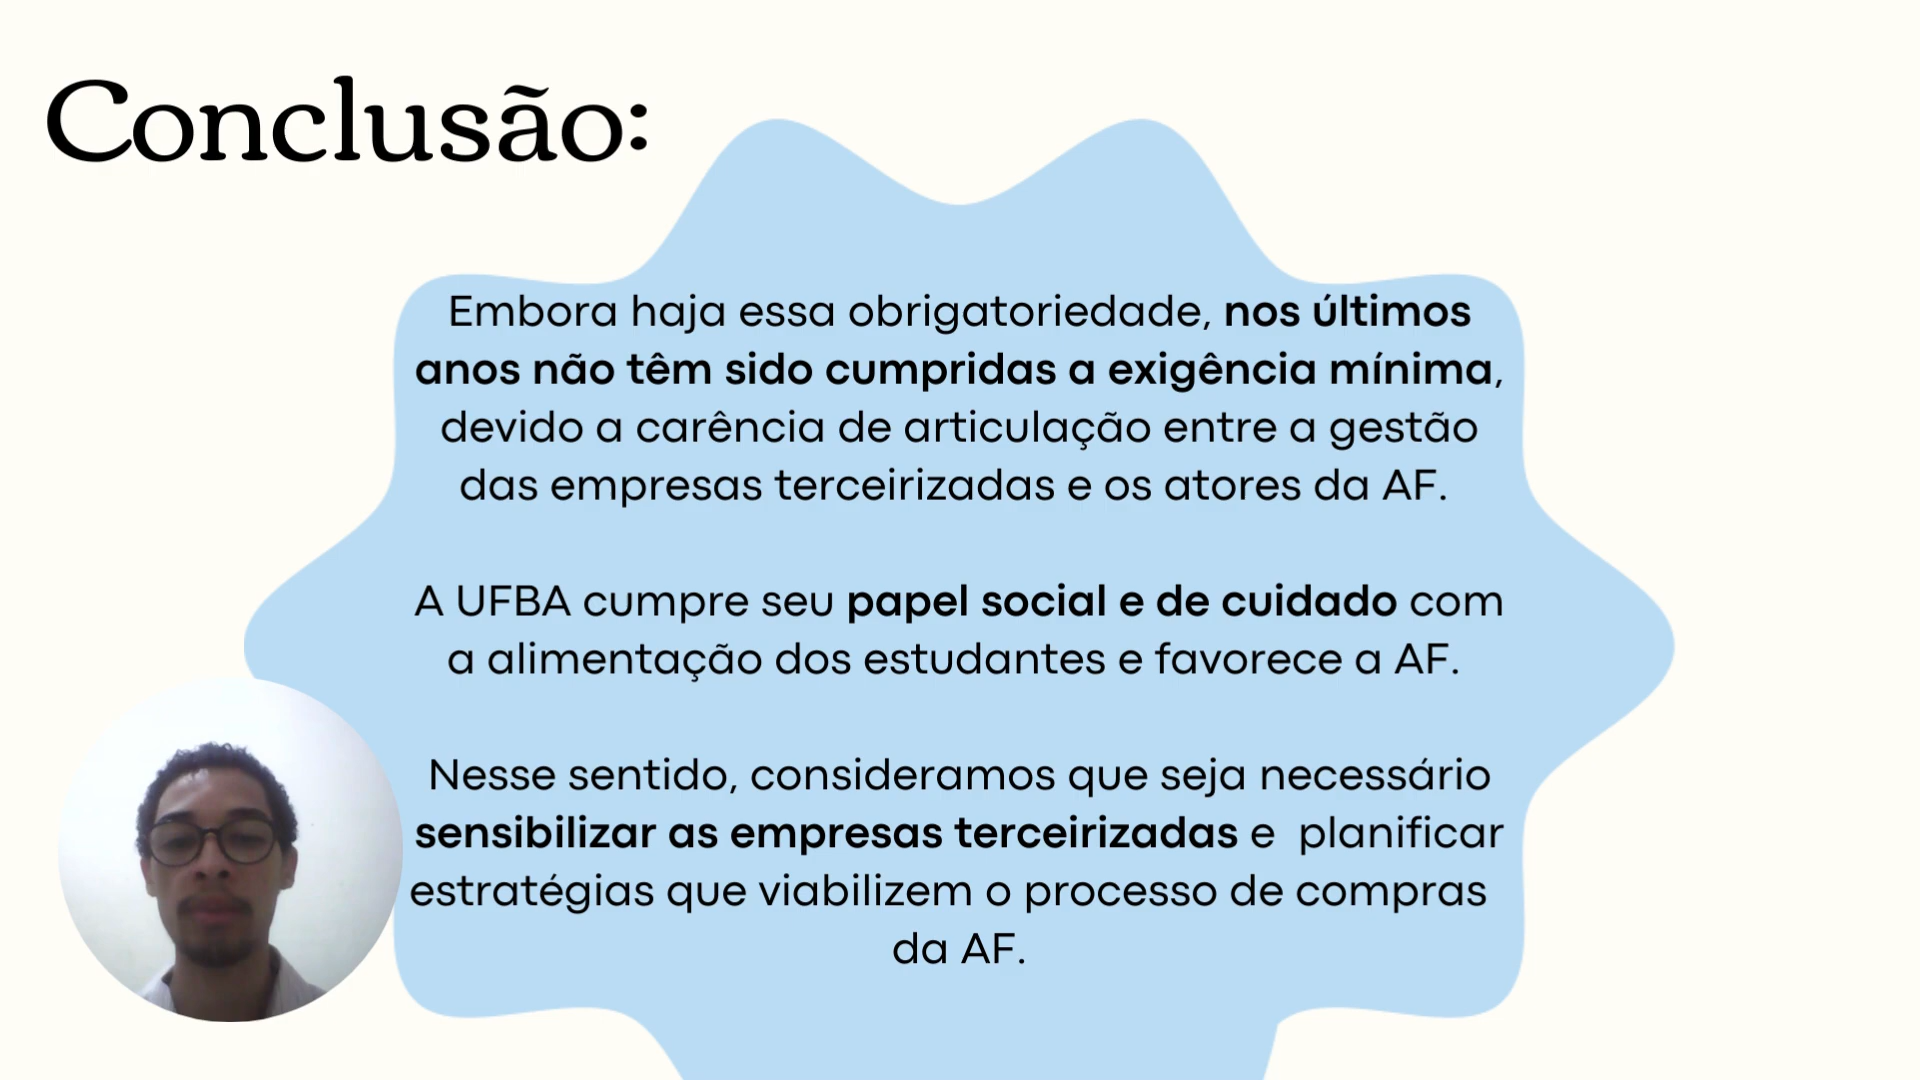 Conclusão:
Embora haja essa obrigatoriedade, nos últimos
anos não têm sido cumpridas a exigência mínima,
devido a carência de articulação entre a gestão
das empresas terceirizadas e os atores da AF.
A UFBA cumpre seu papel social e de cuidado com
a alimentação dos estudantes e favorece a AF.
Nesse sentido, consideramos que seja necessário
sensibilizar as empresas terceirizadas e planificar
estratégias que viabilizem o processo de compras
da AF.